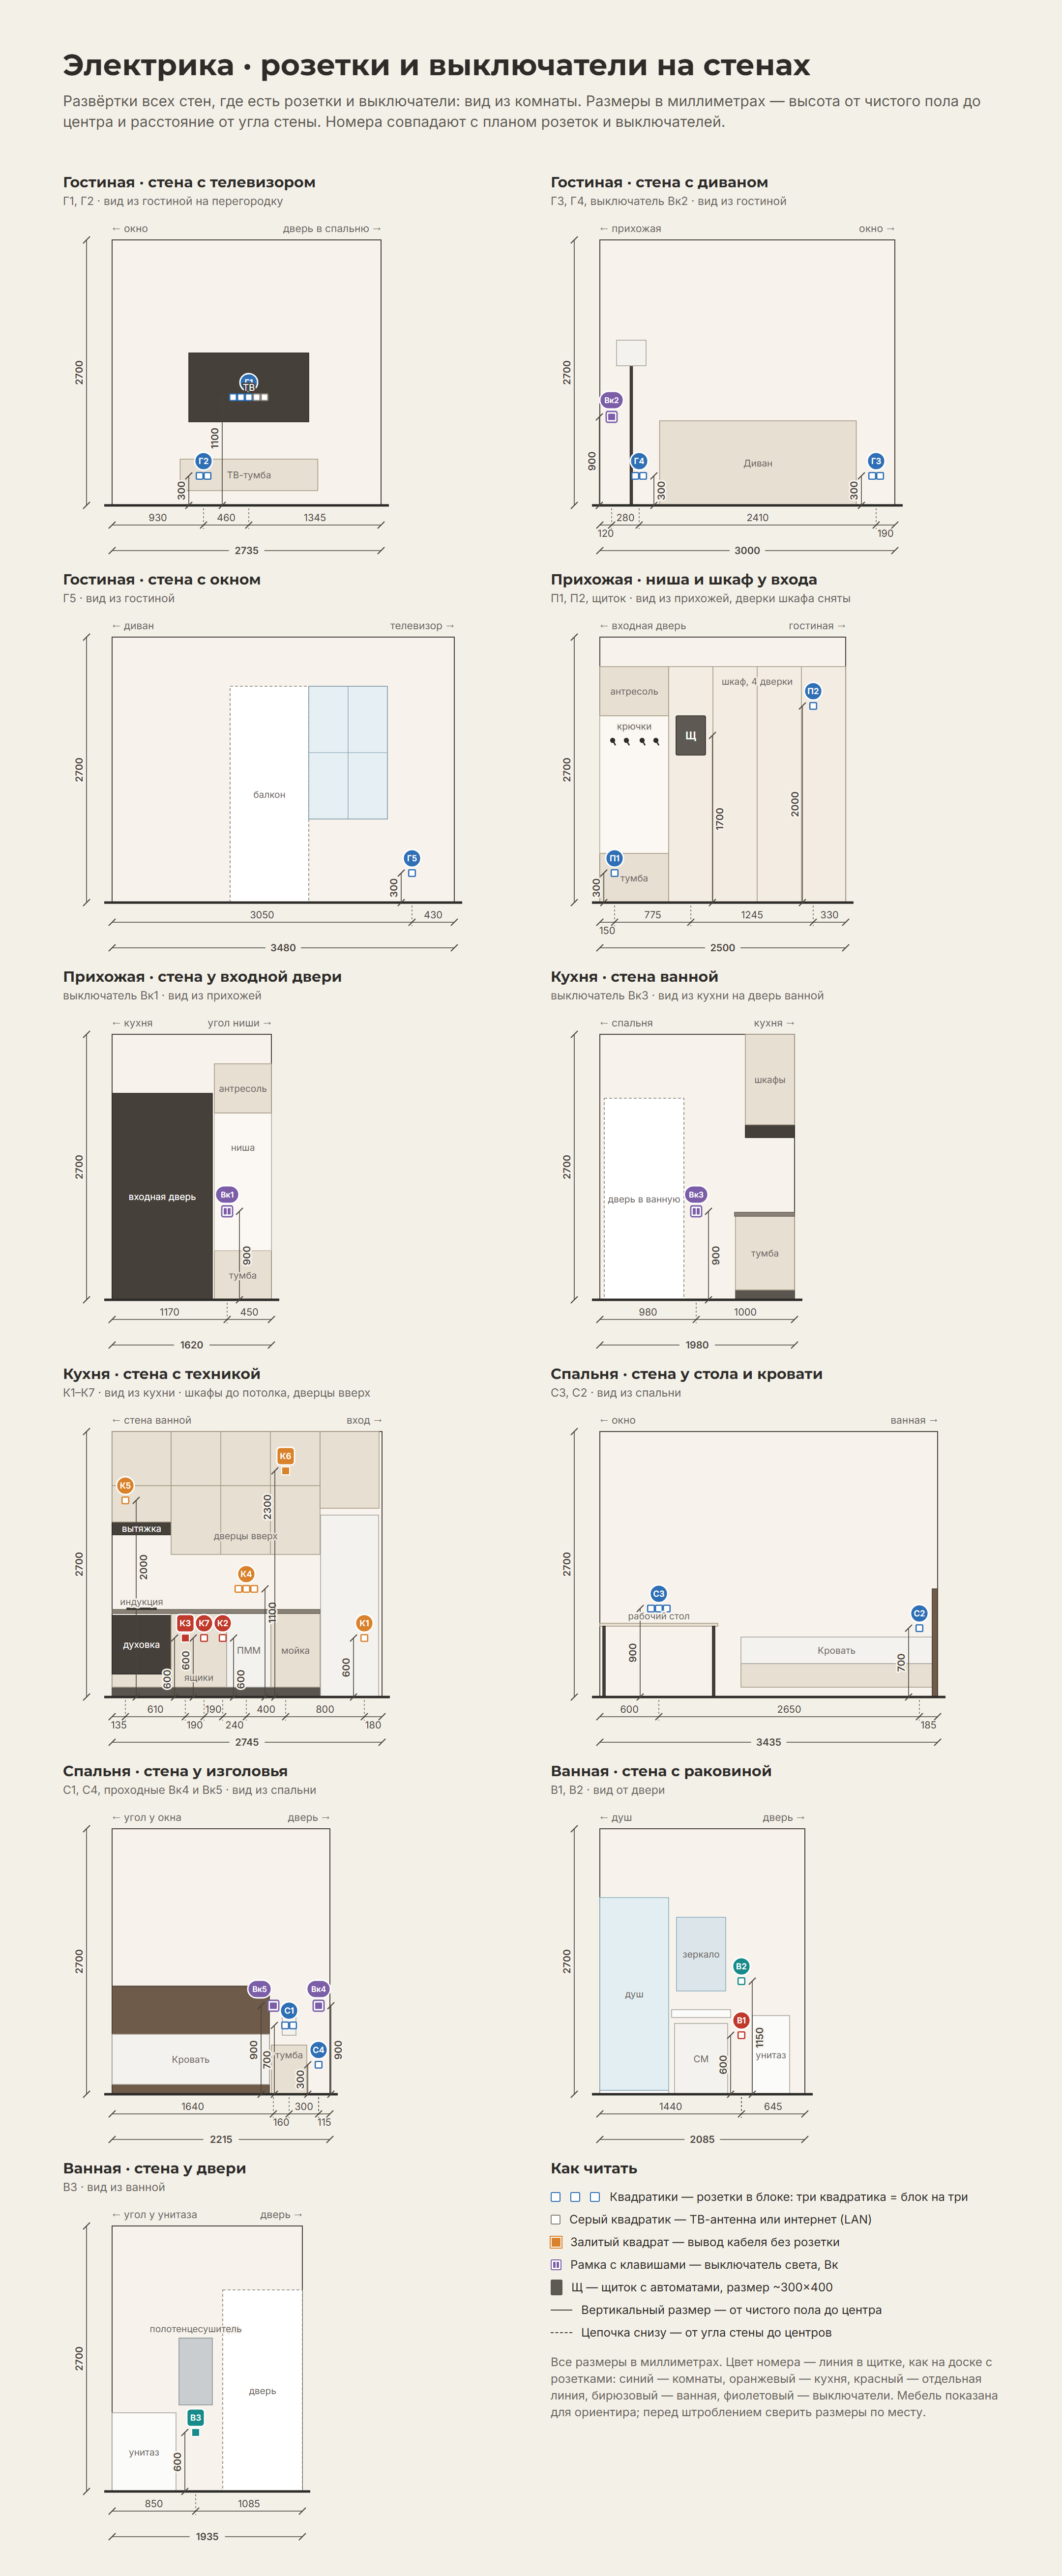 Электрика · розетки и выключатели на стенах
Развёртки всех стен, где есть розетки и выключатели: вид из комнаты. Размеры в миллиметрах — высота от чистого пола до
центра и расстояние от угла стены. Номера совпадают с планом розеток и выключателей.
Гостиная · стена с телевизором
Г1, Г2 · вид из гостиной на перегородку
← окно
дверь в спальню →
2700
ТВ
1100
Г2
ТВ-тумба
300
930
460
1345
2735
Гостиная · стена с диваном
Г3, Г4, выключатель Вк2 · вид из гостиной
← прихожая
окно →
2700
Вк2
900
Г4
Диван
Г3
300
300
280
2410
120
190
3000
Гостиная · стена с окном
Г5 · вид из гостиной
← диван
телевизор →
2700
балкон
Г5
300
3050
430
3480
Прихожая · ниша и шкаф у входа
П1, П2, щиток · вид из прихожей, дверки шкафа сняты
← входная дверь
гостиная →
2700
шкаф, 4 дверки
антресоль
П2
крючки
Щ
2000
1700
П1
тумба
300
775
1245
330
150
2500
Прихожая · стена у входной двери
выключатель Вк1 · вид из прихожей
← кухня
угол ниши →
2700
антресоль
ниша
входная дверь
Вк1
900
тумба
1170
450
1620
Кухня · стена ванной
выключатель Вк3 · вид из кухни на дверь ванной
← спальня
кухня →
2700
шкафы
дверь в ванную
Вк3
900
тумба
980
1000
1980
Кухня · стена с техникой
К1–К7 · вид из кухни · шкафы до потолка, дверцы вверх
← стена ванной
вход →
2700
К6
К5
2300
вытяжка
дверцы вверх
2000
К4
индукция
1100
К3
К7
К2
К1
духовка
ПММ
мойка
600
600
600
600
ящики
610
190
400
800
135
190
240
180
2745
Спальня · стена у стола и кровати
С3, С2 · вид из спальни
← окно
ванная →
2700
С3
рабочий стол
С2
900
Кровать
700
600
2650
185
3435
Спальня · стена у изголовья
С1, С4, проходные Вк4 и Вк5 · вид из спальни
← угол у окна
дверь →
2700
Вк5
Вк4
С1
900
900
С4
Кровать
700
тумба
300
1640
300
160
115
2215
Ванная · стена с раковиной
В1, В2 · вид от двери
← душ
дверь →
2700
зеркало
В2
душ
В1
1150
СМ
600
унитаз
1440
645
2085
Ванная · стена у двери
В3 · вид из ванной
← угол у унитаза
дверь →
2700
полотенцесушитель
дверь
В3
унитаз
600
850
1085
1935
Как читать
Квадратики — розетки в блоке: три квадратика = блок на три
Серый квадратик — ТВ-антенна или интернет (LAN)
Залитый квадрат — вывод кабеля без розетки
Рамка с клавишами — выключатель света, Вк
Щ — щиток с автоматами, размер ~300×400
Вертикальный размер — от чистого пола до центра
Цепочка снизу — от угла стены до центров
Все размеры в миллиметрах. Цвет номера — линия в щитке, как на доске с
розетками: синий — комнаты, оранжевый — кухня, красный — отдельная
линия, бирюзовый — ванная, фиолетовый — выключатели. Мебель показана
для ориентира; перед штроблением сверить размеры по месту.